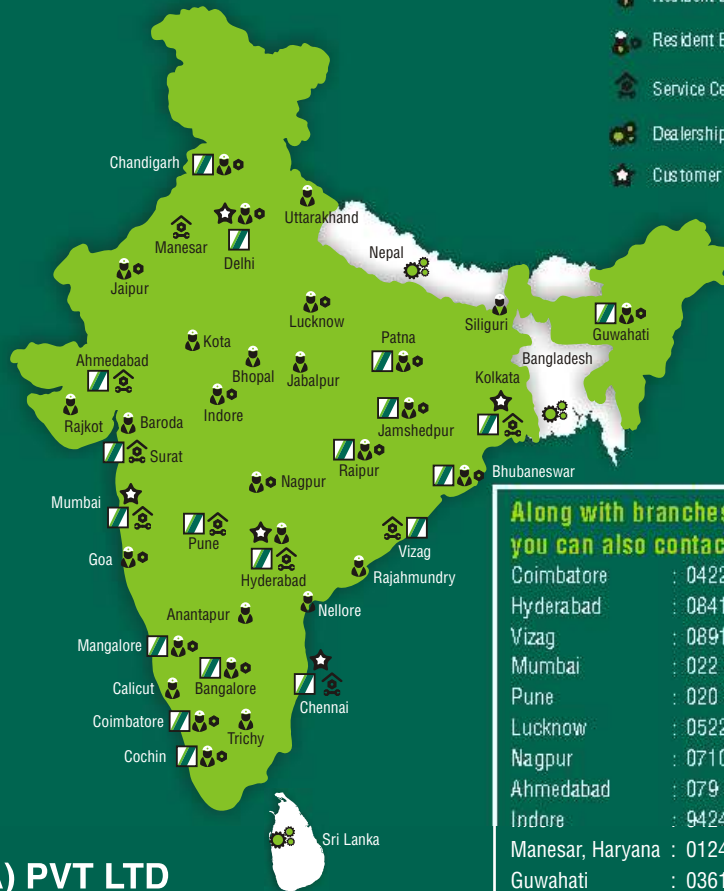 Resident E
Service Ce
Dealership
Customer
Chandigarh
Uttarakhand
Manesar
Delhi
Nepal
Jaipur
Lucknow
Siliguri
Guwahati
Kota
Patna
Bangladesh
Ahmedabad
Bhopal
Jabalpur
Kolkata
Indore
Rajkot
Baroda
Jamshedpur
Surat
Raipur
Bhubaneswar
Nagpur
Mumbai
Pune
Vizag
Goa
Hyderabad
Rajahmundry
Anantapur
Nellore
Mangalore
Calicut
Bangalore
Chennai
Coimbatore
Trichy
Cochin
Sri Lanka
) PVT LTD
Along with branches
you can also contac
Coimbatore : 0422
Hyderabad : 0841
Vizag : 0891
Mumbai : 022
Pune : 020
Lucknow : 0522
Nagpur : 0710
Ahmedabad : 079
Indore : 9424
Manesar, Haryana : 0124
Guwahati : 0361